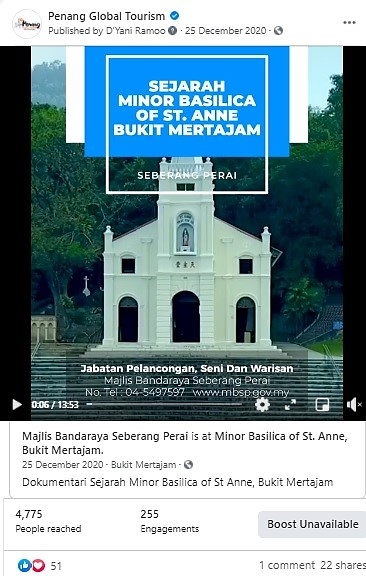 Penang Global Tourism
Published by D'Yani Ramoo · 25 December 2020 ·
SEJARAH
MINOR BASILICA
OF ST. ANNE
BUKIT MERTAJAM
SEBERANG PERAI
堂主天
Jabatan Pelancongan, Seni Dan Warisan
Majlis Bandaraya Seberang Perai
No. Tel : 04-5497597 www.mbsp.gov.my
0:06 / 13:53
Majlis Bandaraya Seberang Perai is at Minor Basilica of St. Anne,
Bukit Mertajam.
25 December 2020 · Bukit Mertajam ·
Dokumentari Sejarah Minor Basilica of St Anne, Bukit Mertajam
4,775 255 Boost Unavailable
People reached Engagements
51 1 comment 22 shares